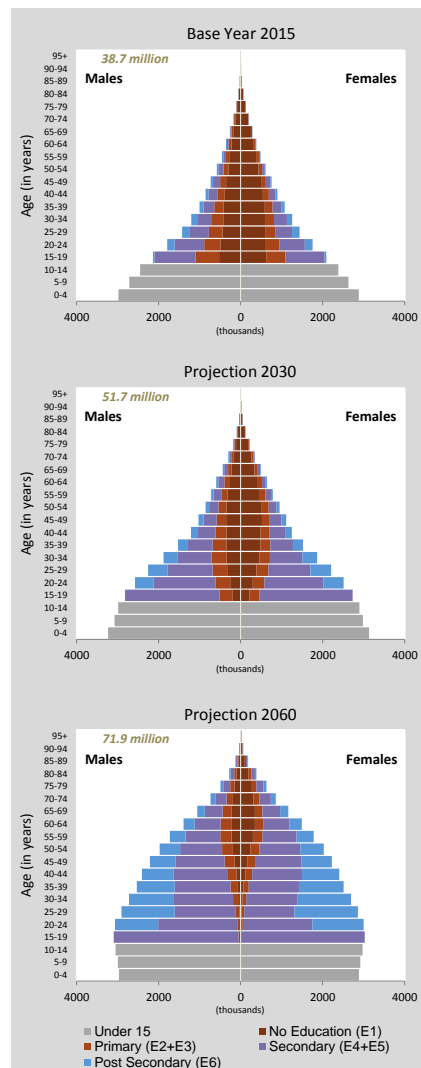 Base Year 2015
38.7 million
Males
Females
Age (in years)
95+
90-94
85-89
80-84
75-79
70-74
65-69
60-64
55-59
50-54
45-49
40-44
35-39
30-34
25-29
20-24
15-19
10-14
5-9
0-4
4000 2000 0 2000 4000
(thousands)
Projection 2030
51.7 million
Males
Females
Age (in years)
95+
90-94
85-89
80-84
75-79
70-74
65-69
60-64
55-59
50-54
45-49
40-44
35-39
30-34
25-29
20-24
15-19
10-14
5-9
0-4
4000 2000 0 2000 4000
(thousands)
Projection 2060
71.9 million
Males
Females
Age (in years)
95+
90-94
85-89
80-84
75-79
70-74
65-69
60-64
55-59
50-54
45-49
40-44
35-39
30-34
25-29
20-24
15-19
10-14
5-9
0-4
4000 2000 0 2000 4000
(thousands)
Under 15 No Education (E1)
Primary (E2+E3) Secondary (E4+E5)
Post Secondary (E6)